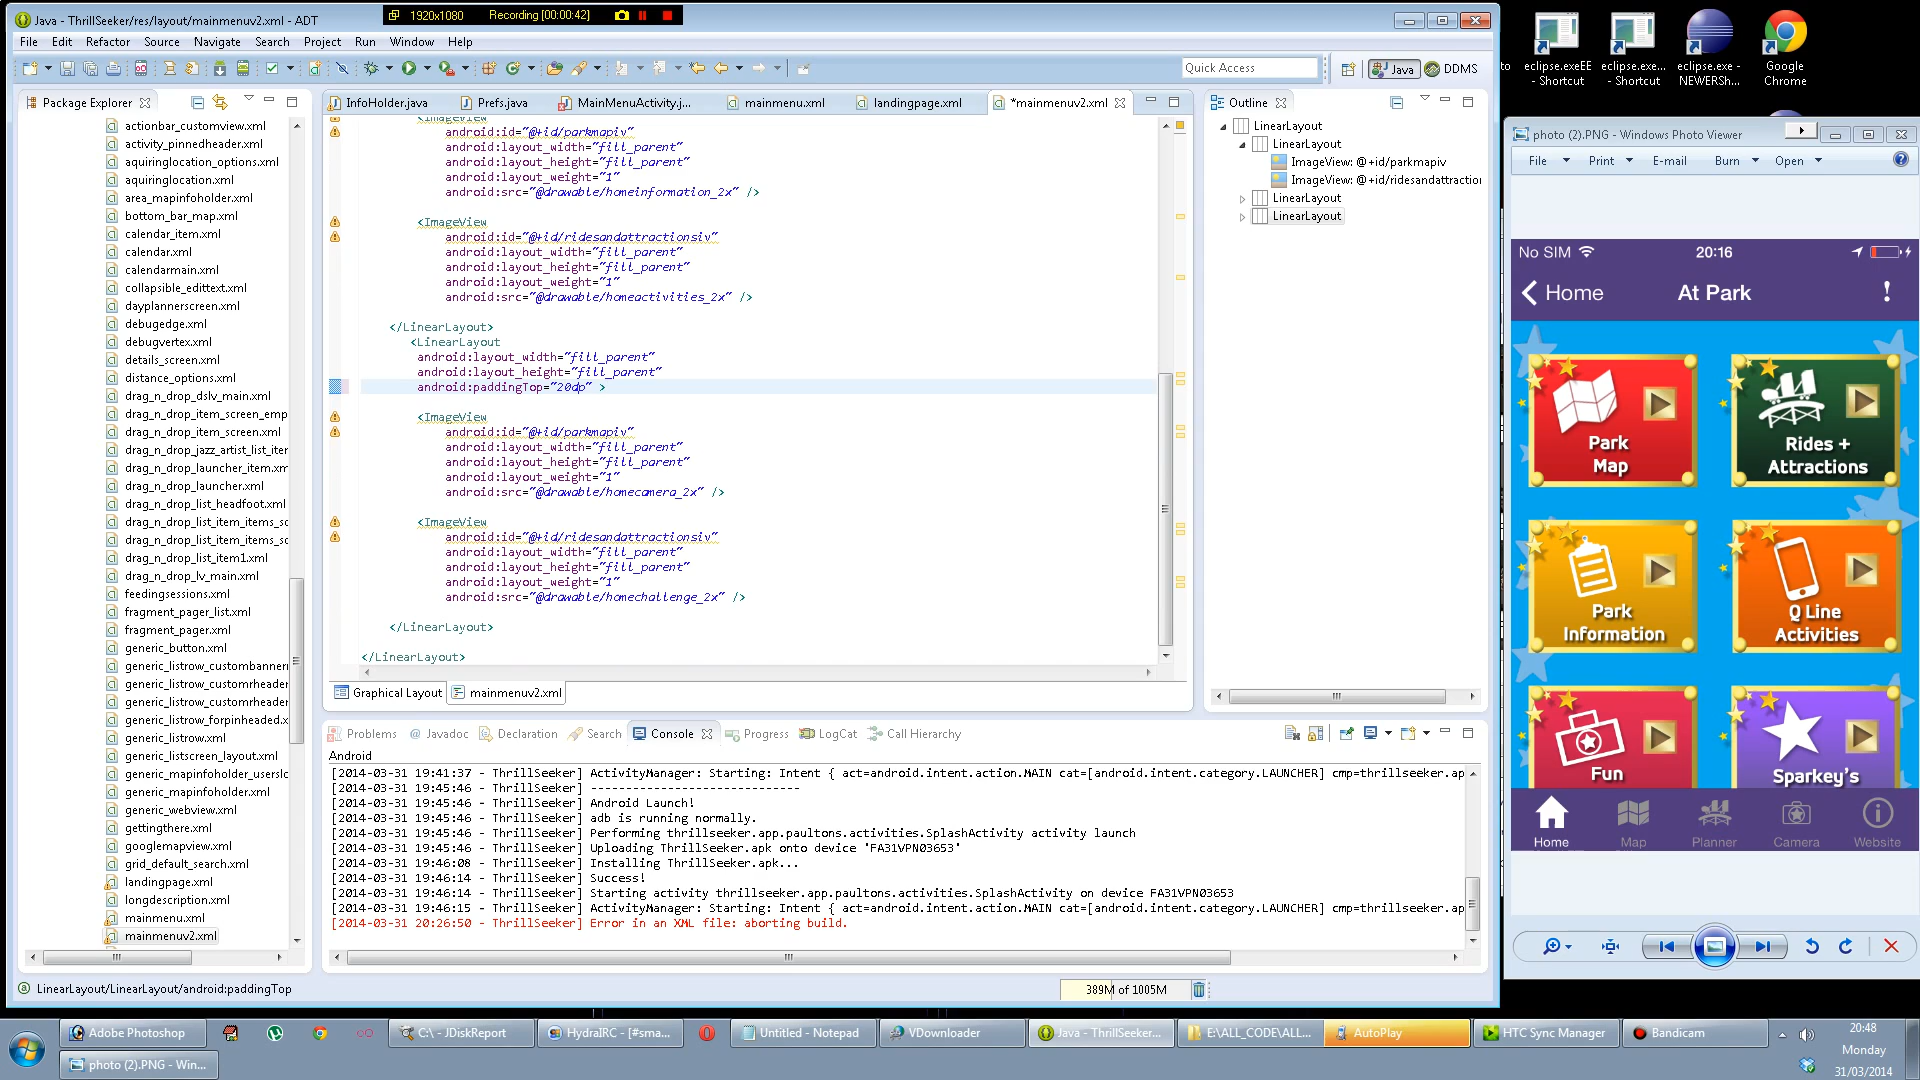 Java - ThrillSeeker/res/layout/mainmenuv2.xml - ADT
1920x1080 Recording [00:00:42]
File Edit Refactor Source Navigate Search Project Run Window Help
Quick Access
Java
DDMS
Package Explorer
actionbar_customview.xml
activity_pinnedheader.xml
aquiringlocation_options.xml
aquiringlocation.xml
area_mapinfoholder.xml
bottom_bar_map.xml
calendar_item.xml
calendar.xml
calendarmain.xml
collapsible_edittext.xml
dayplannerscreen.xml
debugedge.xml
debugvertex.xml
details_screen.xml
distance_options.xml
drag_n_drop_dslv_main.xml
drag_n_drop_item_screen_emp
drag_n_drop_item_screen.xml
drag_n_drop_jazz_artist_list_iter
drag_n_drop_launcher_item.xm
drag_n_drop_launcher.xml
drag_n_drop_list_headfoot.xml
drag_n_drop_list_item_items_sc
drag_n_drop_list_item_items_sc
drag_n_drop_list_item1.xml
drag_n_drop_lv_main.xml
feedingsessions.xml
fragment_pager_list.xml
fragment_pager.xml
generic_button.xml
generic_listrow_custombannerr
generic_listrow_customrheader
generic_listrow_customrheader
generic_listrow_forpinheaded.x
generic_listrow.xml
generic_listscreen_layout.xml
generic_mapinfoholder_userslc
generic_mapinfoholder.xml
generic_webview.xml
gettingthere.xml
googlemapview.xml
grid_default_search.xml
landingpage.xml
longdescription.xml
mainmenu.xml
mainmenuv2.xml
InfoHolder.java
Prefs.java
MainMenuActivity.j...
mainmenu.xml
landingpage.xml
*mainmenuv2.xml
<ImageView
android:id="@+id/parkmapiv"
android:layout_width="fill_parent"
android:layout_height="fill_parent"
android:layout_weight="1"
android:src="@drawable/homeinformation_2x" />
<ImageView
android:id="@+id/ridesandattractionsiv"
android:layout_width="fill_parent"
android:layout_height="fill_parent"
android:layout_weight="1"
android:src="@drawable/homeactivities_2x" />
</LinearLayout>
<LinearLayout
android:layout_width="fill_parent"
android:layout_height="fill_parent"
android:paddingTop="20dp" >
<ImageView
android:id="@+id/parkmapiv"
android:layout_width="fill_parent"
android:layout_height="fill_parent"
android:layout_weight="1"
android:src="@drawable/homecamera_2x" />
<ImageView
android:id="@+id/ridesandattractionsiv"
android:layout_width="fill_parent"
android:layout_height="fill_parent"
android:layout_weight="1"
android:src="@drawable/homechallenge_2x" />
</LinearLayout>
</LinearLayout>
Graphical Layout
mainmenuv2.xml
Outline
LinearLayout
LinearLayout
ImageView: @+id/parkmapiv
ImageView: @+id/ridesandattractior
LinearLayout
LinearLayout
Problems @ Javadoc Declaration Search Console Progress LogCat Call Hierarchy
Android
[2014-03-31 19:41:37 - ThrillSeeker] ActivityManager: Starting: Intent { act=android.intent.action.MAIN cat=[android.intent.category.LAUNCHER] cmp=thrillseeker.ap
[2014-03-31 19:45:46 - ThrillSeeker] ------------------------------
[2014-03-31 19:45:46 - ThrillSeeker] Android Launch!
[2014-03-31 19:45:46 - ThrillSeeker] adb is running normally.
[2014-03-31 19:45:46 - ThrillSeeker] Performing thrillseeker.app.paultons.activities.SplashActivity activity launch
[2014-03-31 19:45:46 - ThrillSeeker] Uploading ThrillSeeker.apk onto device 'FA31VPN03653'
[2014-03-31 19:46:08 - ThrillSeeker] Installing ThrillSeeker.apk...
[2014-03-31 19:46:14 - ThrillSeeker] Success!
[2014-03-31 19:46:14 - ThrillSeeker] Starting activity thrillseeker.app.paultons.activities.SplashActivity on device FA31VPN03653
[2014-03-31 19:46:15 - ThrillSeeker] ActivityManager: Starting: Intent { act=android.intent.action.MAIN cat=[android.intent.category.LAUNCHER] cmp=thrillseeker.ap
[2014-03-31 20:26:50 - ThrillSeeker] Error in an XML file: aborting build.
LinearLayout/LinearLayout/android:paddingTop
389M of 1005M
to
eclipse.exeEE - Shortcut
eclipse.exe... - Shortcut
eclipse.exe - NEWERSh...
Google Chrome
photo (2).PNG - Windows Photo Viewer
File Print E-mail Burn Open
No SIM 20:16
Home At Park !
Park Map
Rides + Attractions
Park Information
Q Line Activities
Fun
Sparkey's
Home Map Planner Camera Website
Adobe Photoshop
C:\ - JDiskReport
HydraIRC - [#sma...
Untitled - Notepad
VDownloader
Java - ThrillSeeker...
E:\ALL_CODE\ALL...
AutoPlay
HTC Sync Manager
Bandicam
photo (2).PNG - Win...
20:48
Monday
31/03/2014